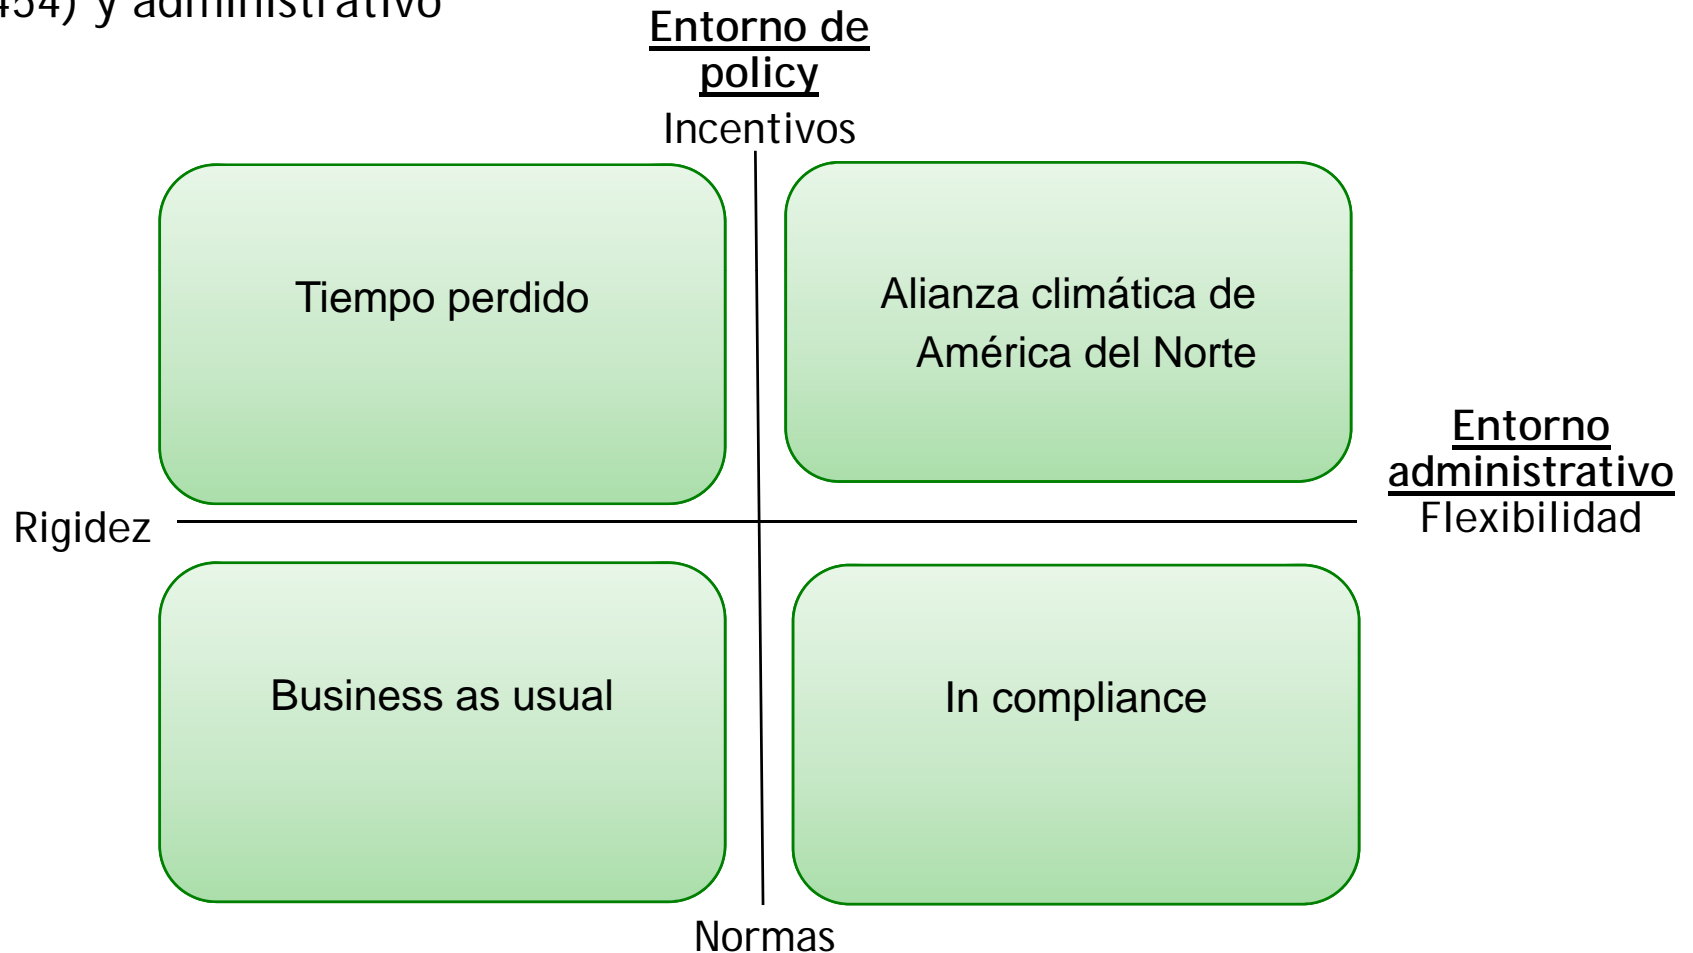 454) y administrativo
Entorno de
policy
Incentivos
Tiempo perdido
Alianza climática de
América del Norte
Entorno
administrativo
Flexibilidad
Rigidez
Business as usual
In compliance
Normas